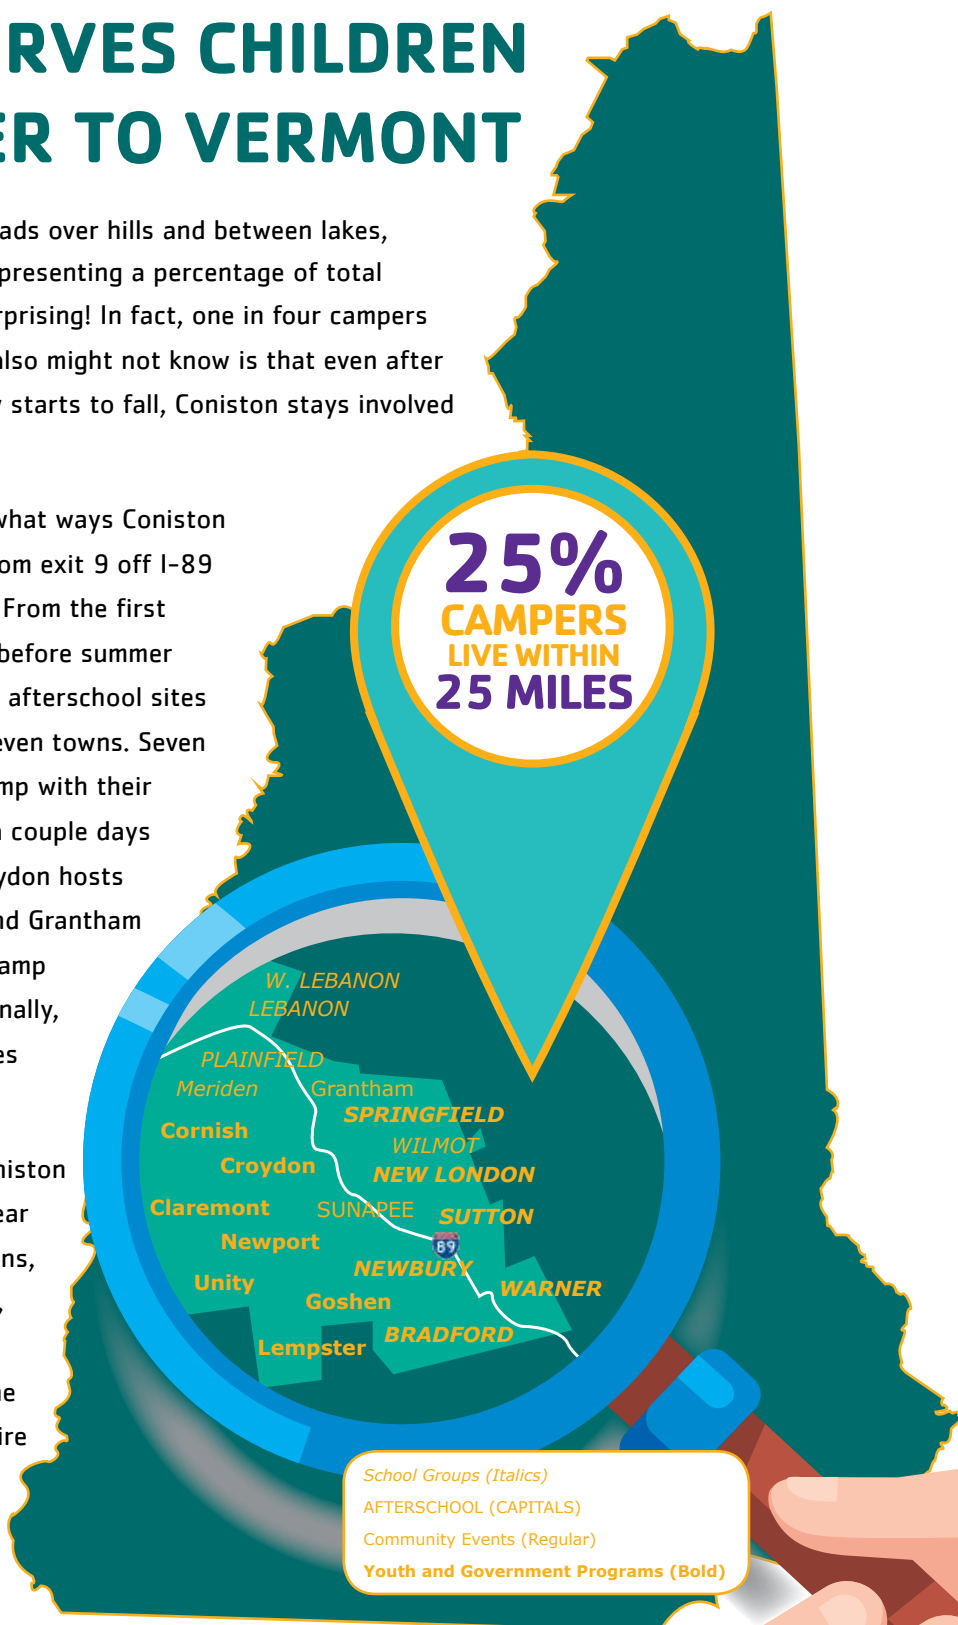 RVES CHILDREN
ER TO VERMONT
ads over hills and between lakes,
presenting a percentage of total
rprising! In fact, one in four campers
also might not know is that even after
starts to fall, Coniston stays involved
what ways Coniston
om exit 9 off I-89
From the first
before summer
afterschool sites
even towns. Seven
mp with their
couple days
ydon hosts
nd Grantham
amp
nally,
es
niston
ear
ns,
,
he
ire
25%
CAMPERS
LIVE WITHIN
25 MILES
W. LEBANON
LEBANON
PLAINFIELD
Meriden Grantham
SPRINGFIELD
Cornish
WILMOT
Croydon
NEW LONDON
Claremont
SUNAPEE
SUTTON
Newport
89
NEWBURY
Unity
WARNER
Goshen
BRADFORD
Lempster
School Groups (Italics)
AFTERSCHOOL (CAPITALS)
Community Events (Regular)
Youth and Government Programs (Bold)